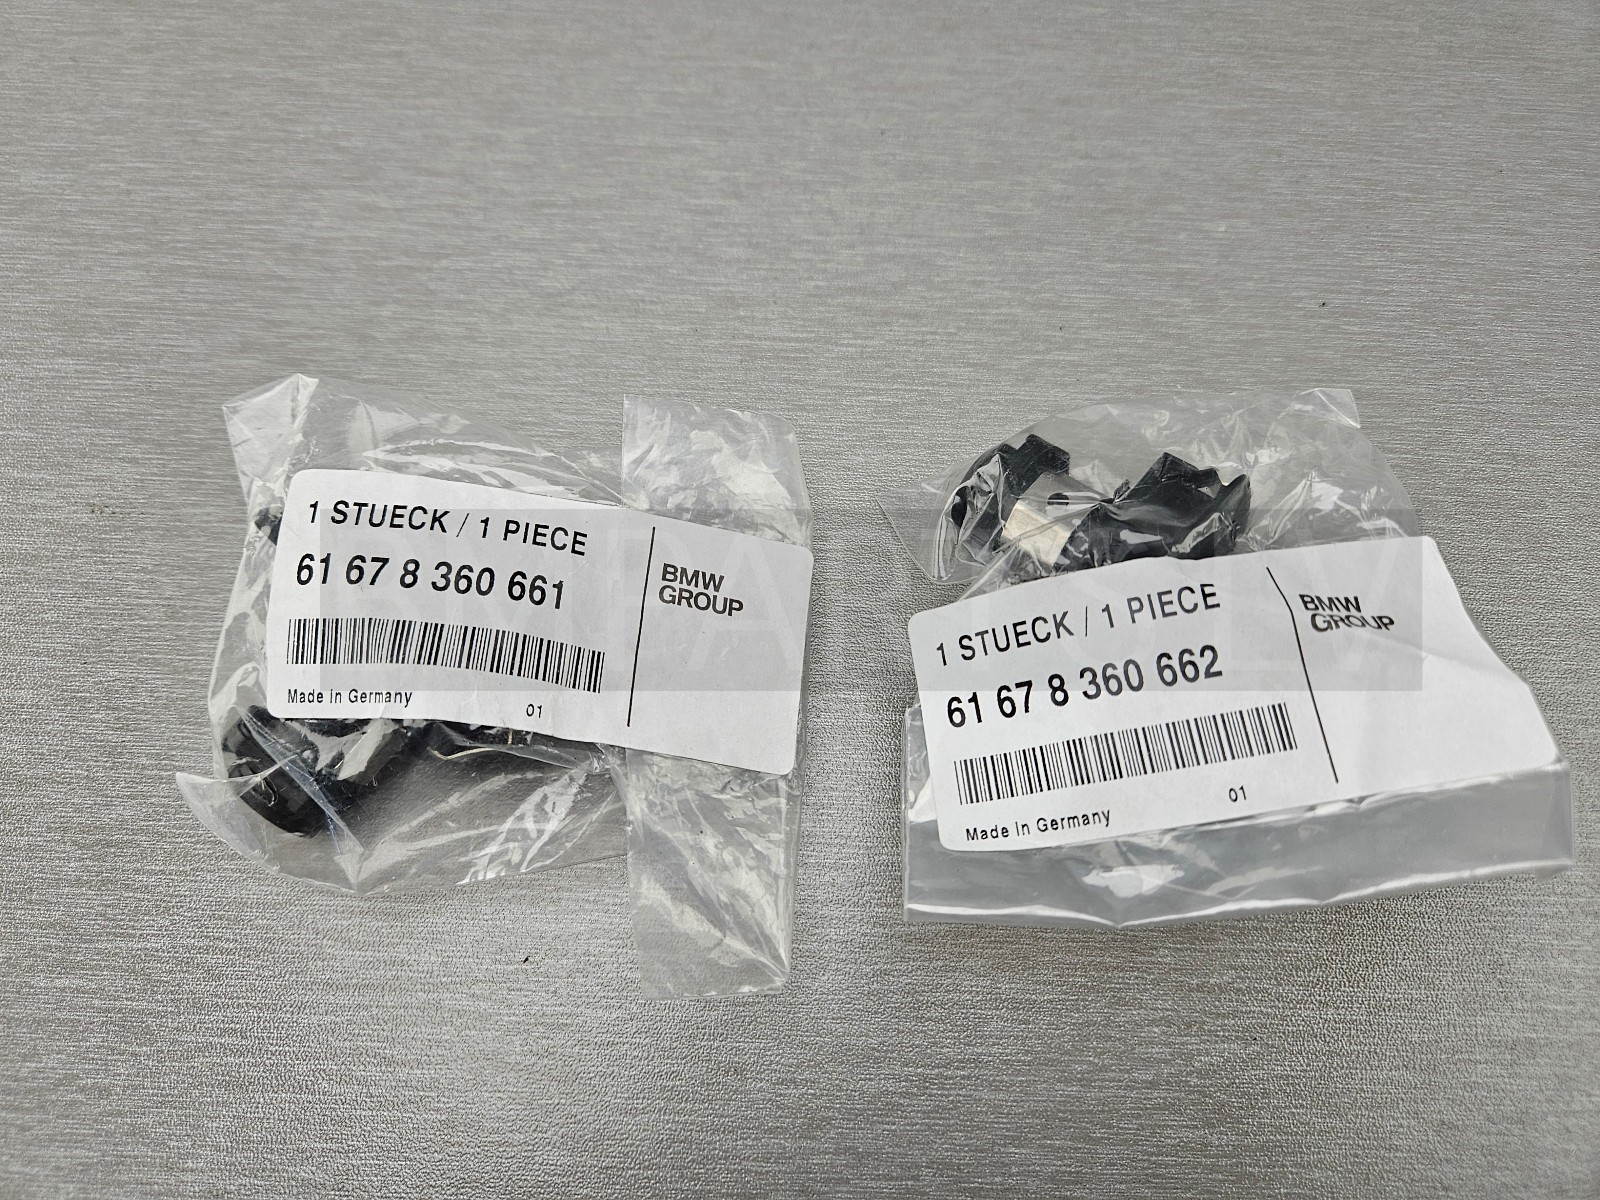 1 STUECK / 1 PIECE
61 67 8 360 661
Made in Germany
01
BMW
GROUP
1 STUECK / 1 PIECE
61 67 8 360 662
Made in Germany
01
BMW
GROUP